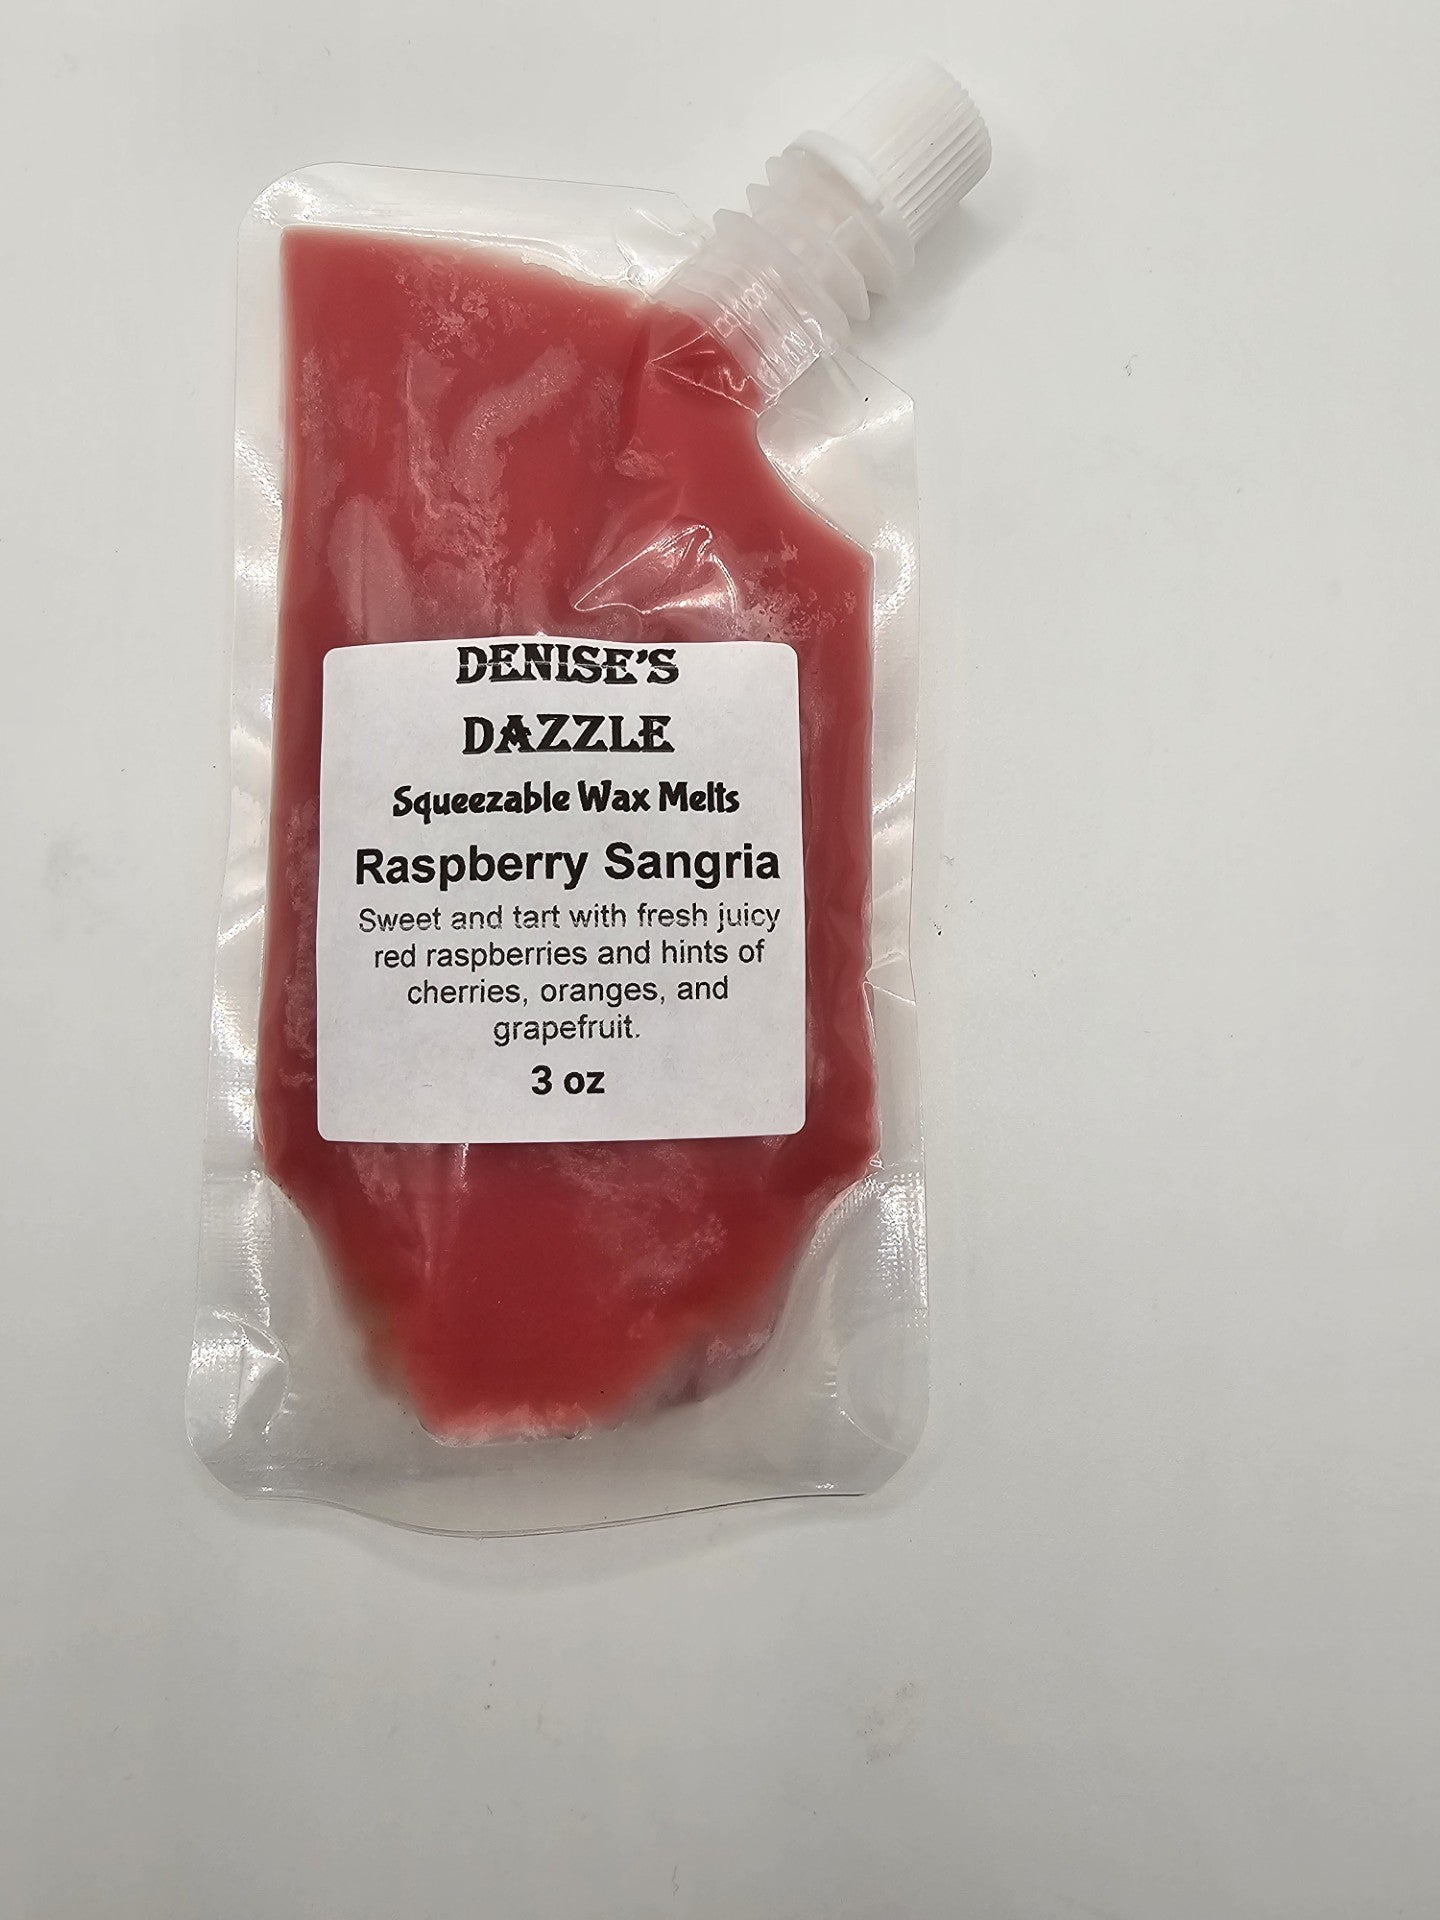 DENISE'S
DAZZLE
Squeezable Wax Melts
Raspberry Sangria
Sweet and tart with fresh juicy
red raspberries and hints of
cherries, oranges, and
grapefruit.
3 oz